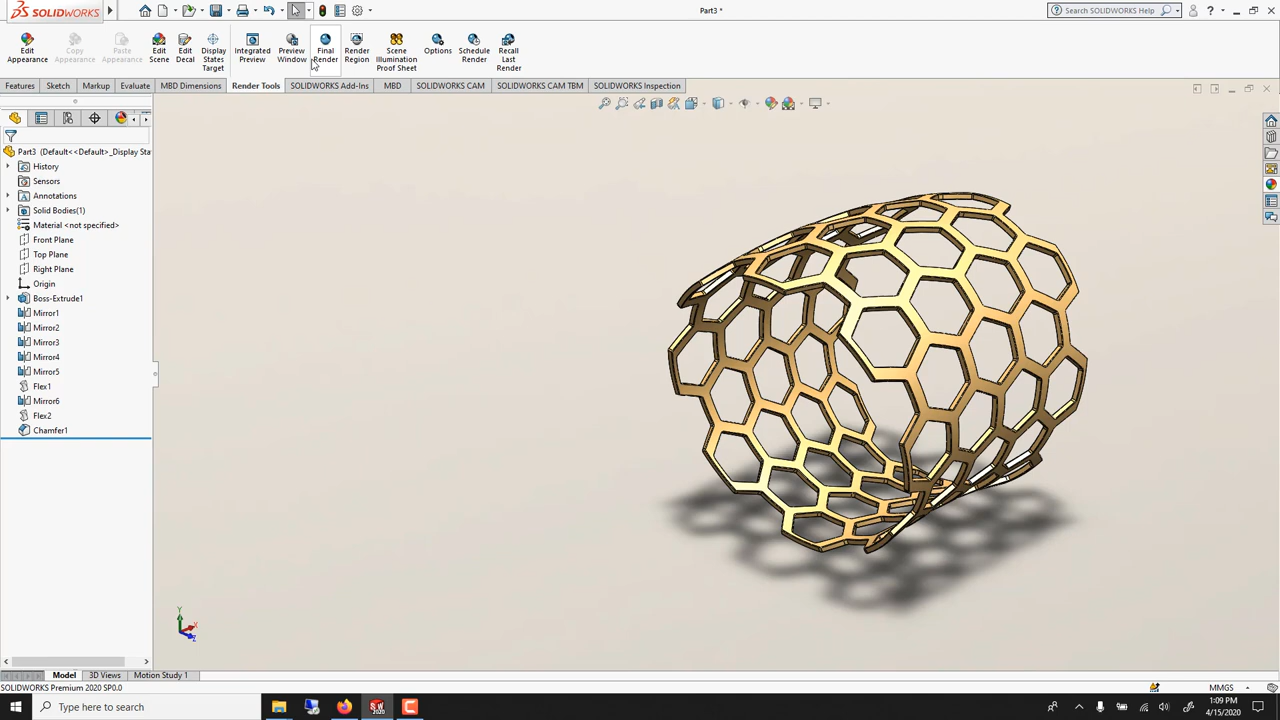 SOLIDWORKS
Part3 *
Search SOLIDWORKS
Edit Appearance
Copy Appearance
Paste Appearance
Edit Scene
Edit Decal
Display States Target
Integrated Preview
Preview Window
Final Render
Render Region
Scene Illumination Proof Sheet
Options
Schedule Render
Recall Last Render
Features
Sketch
Markup
Evaluate
MBD Dimensions
Render Tools
SOLIDWORKS Add-Ins
MBD
SOLIDWORKS CAM
SOLIDWORKS CAM TBM
SOLIDWORKS Inspection
Part3 (Default<<Default>_Display Sta
History
Sensors
Annotations
Solid Bodies(1)
Material <not specified>
Front Plane
Top Plane
Right Plane
Origin
Boss-Extrude1
Mirror1
Mirror2
Mirror3
Mirror4
Mirror5
Flex1
Mirror6
Flex2
Chamfer1
Y
X
Z
Model
3D Views
Motion Study 1
SOLIDWORKS Premium 2020 SP0.0
MMGS
Type here to search
SW
2020
1:09 PM
4/15/2020